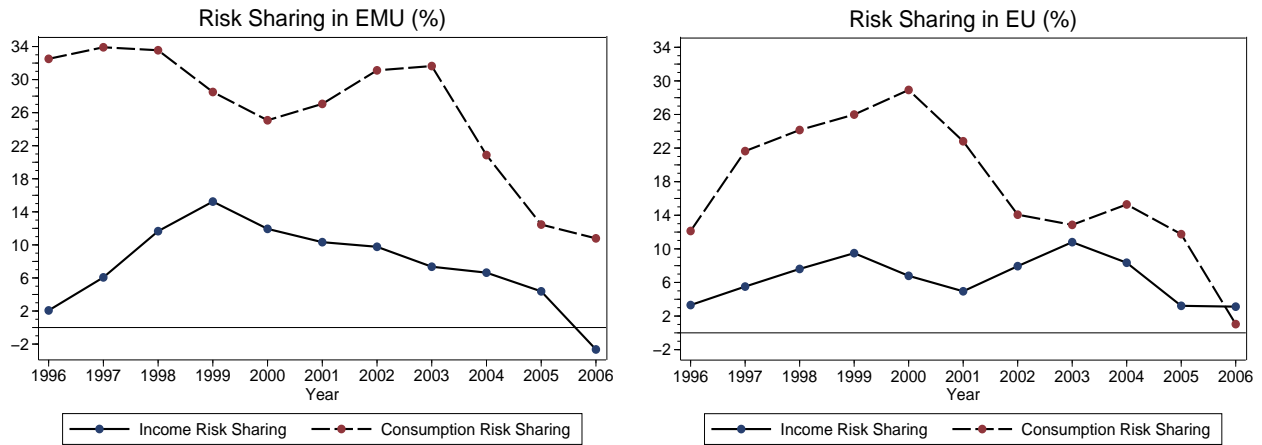 Risk Sharing in EMU (%)
34
30
26
22
18
14
10
6
2
−2
1996 1997 1998 1999 2000 2001 2002 2003 2004 2005 2006
Year
Income Risk Sharing Consumption Risk Sharing
Risk Sharing in EU (%)
34
30
26
22
18
14
10
6
2
−2
1996 1997 1998 1999 2000 2001 2002 2003 2004 2005 2006
Year
Income Risk Sharing Consumption Risk Sharing